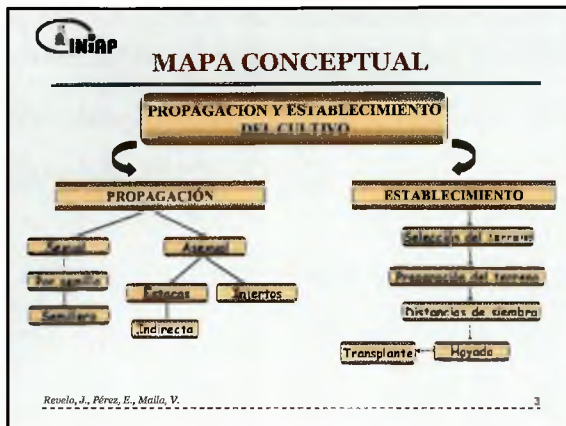 INIAP
MAPA CONCEPTUAL
PROPAGACION Y ESTABLECIMIENTO
DEL CULTIVO
PROPAGACIÓN
ESTABLECIMIENTO
Sexual
Asexual
Selección del terreno
Por semilla
Estacas
Injertos
Preparación del terreno
Semillero
Indirecta
Distancias de siembra
Transplante
Hoyado
Revelo, J., Pérez, E., Maila, V.
3